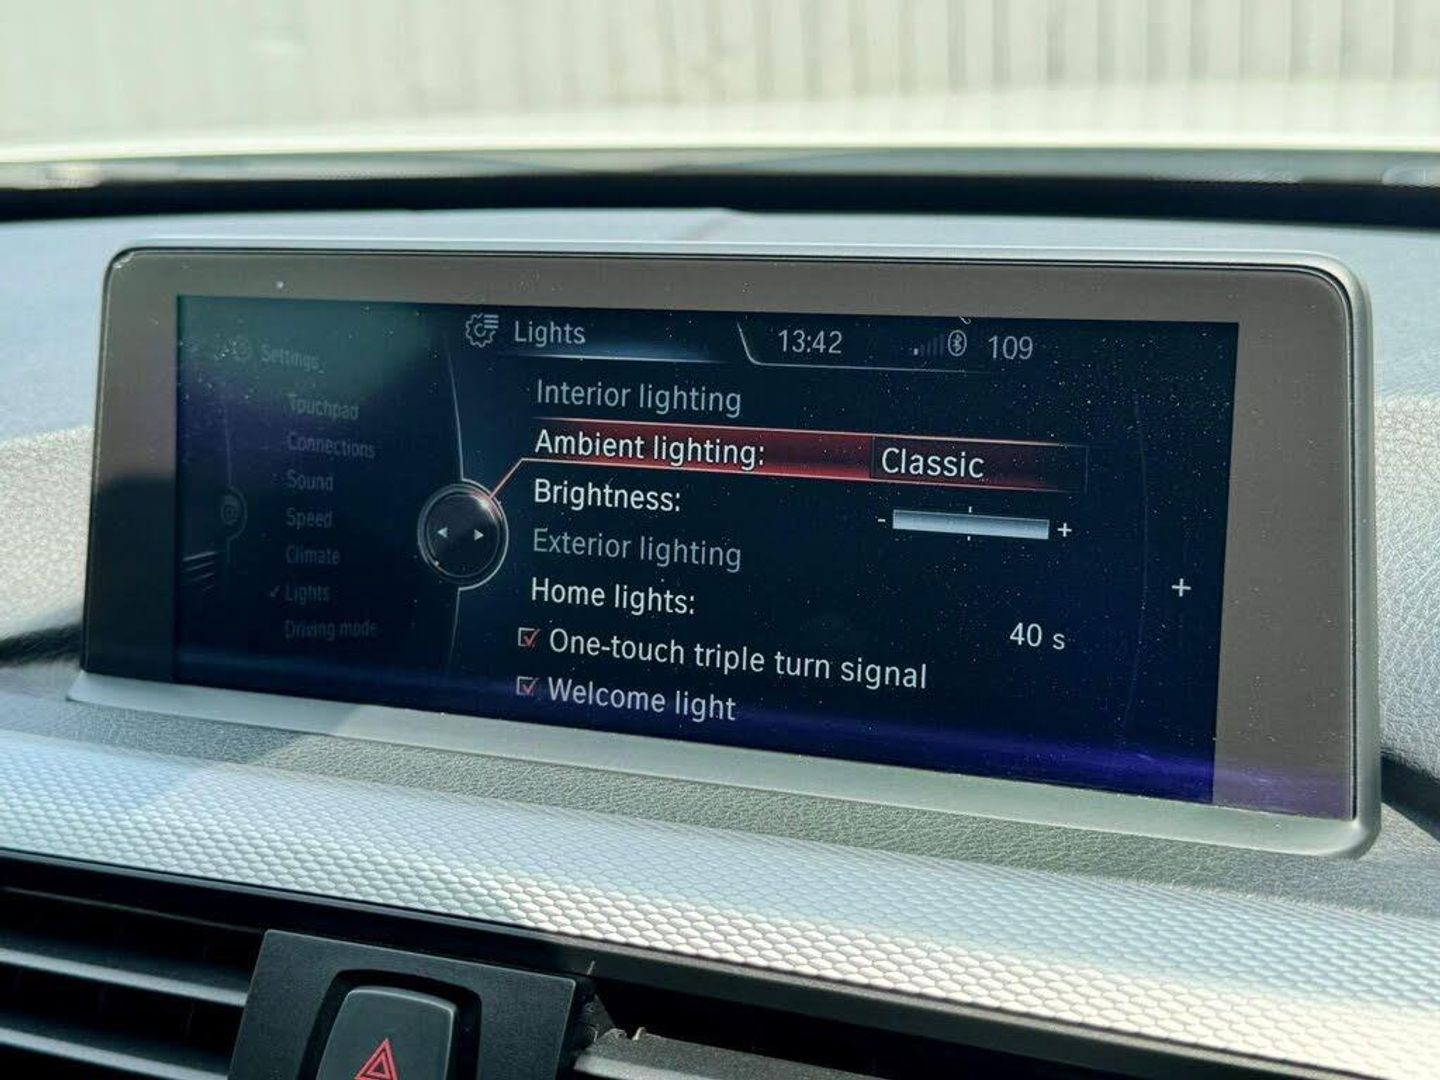 Settings
Touchpad
Connections
Sound
Speed
Climate
✓ Lights
Driving mode
Lights 13:42 109
Interior lighting
Ambient lighting: Classic
Brightness: - +
Exterior lighting
Home lights: 40 s
One-touch triple turn signal
Welcome light
+